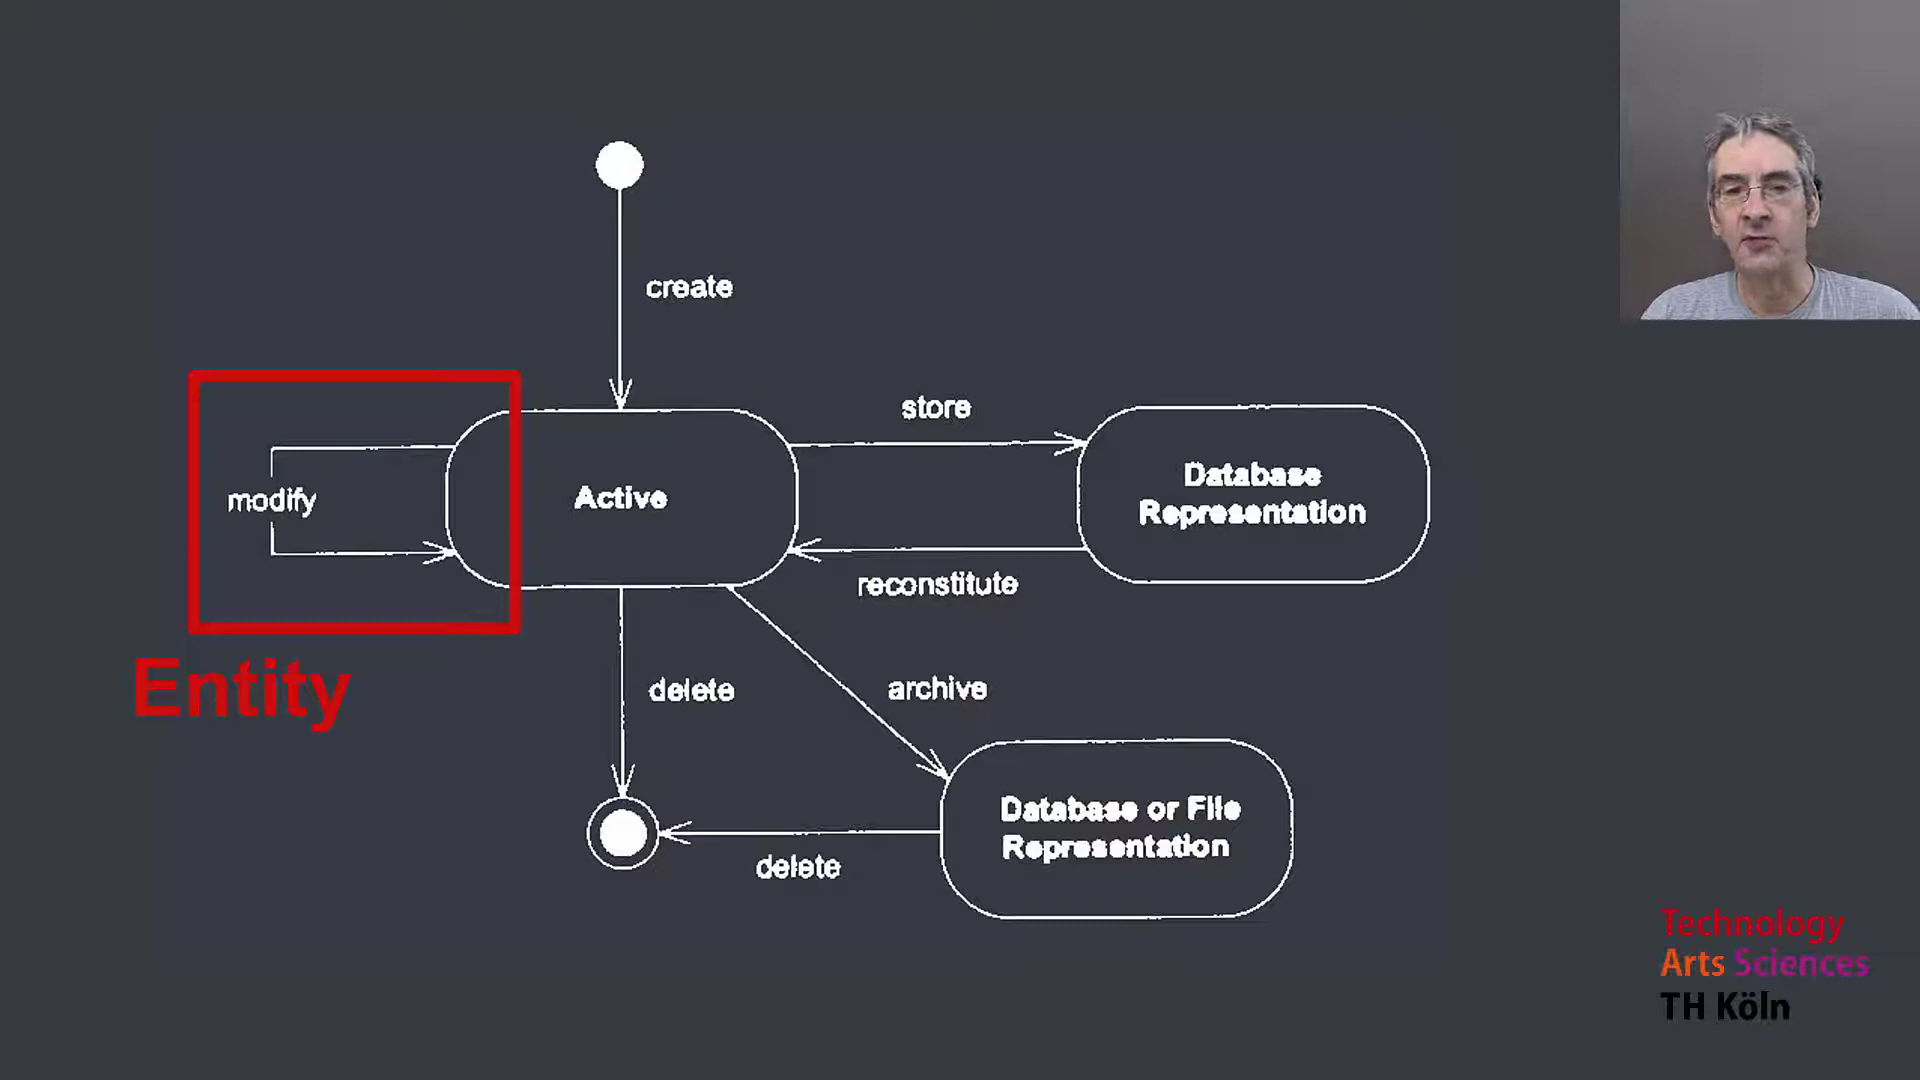 create
store
modify
Active
Database
Representation
reconstitute
Entity
delete
archive
Database or File
Representation
delete
Technology
Arts Sciences
TH Köln